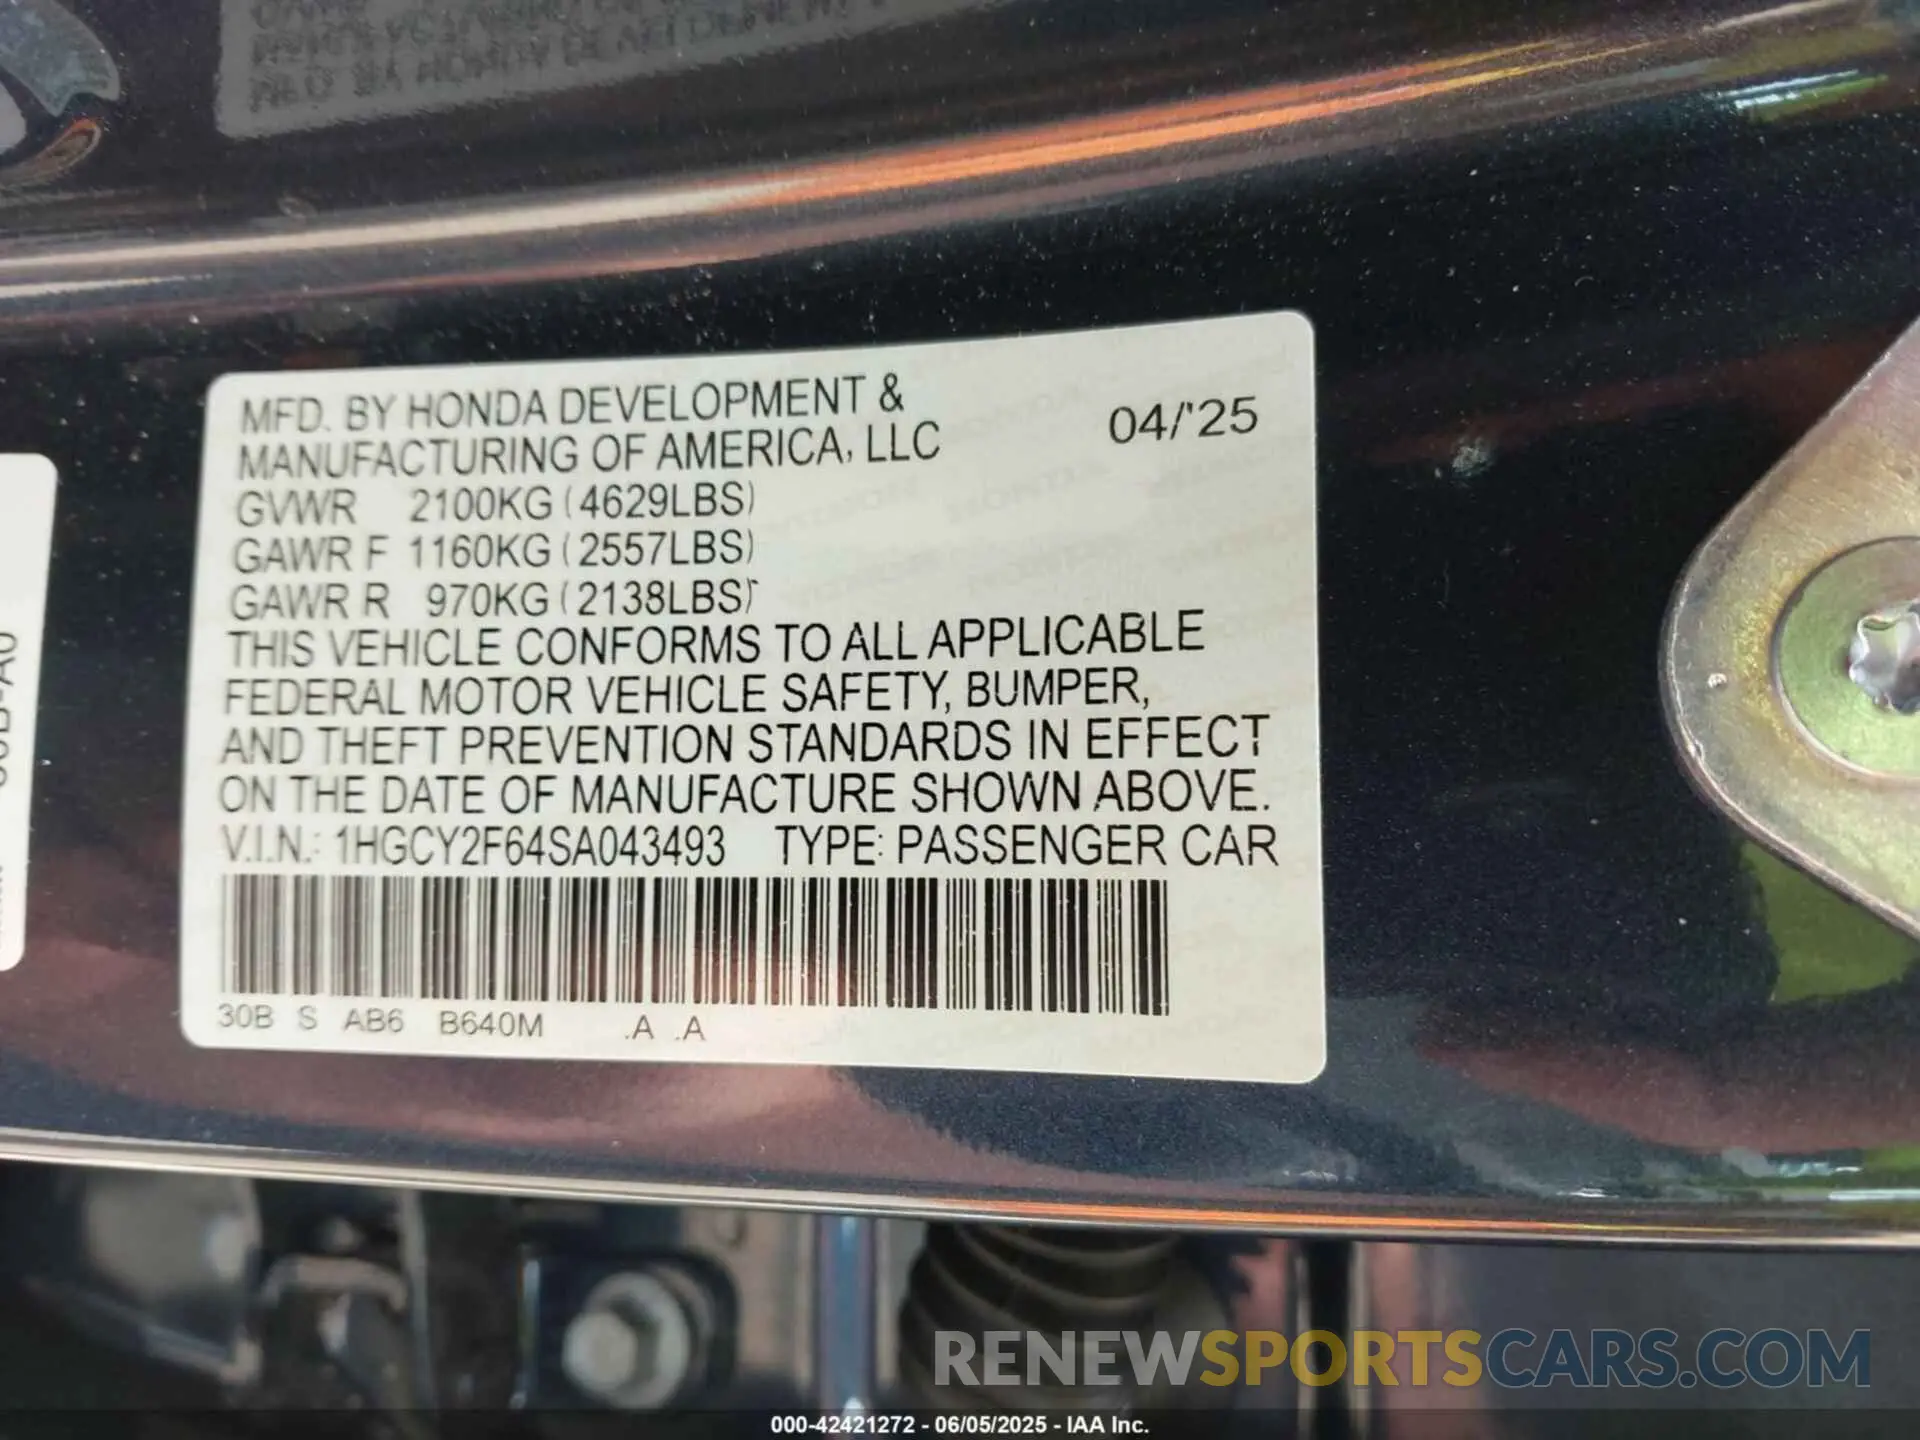 MFD. BY HONDA DEVELOPMENT &
MANUFACTURING OF AMERICA, LLC
04/'25
GVWR 2100KG (4629LBS)
GAWR F 1160KG (2557LBS)
GAWR R 970KG (2138LBS)
THIS VEHICLE CONFORMS TO ALL APPLICABLE
FEDERAL MOTOR VEHICLE SAFETY, BUMPER,
AND THEFT PREVENTION STANDARDS IN EFFECT
ON THE DATE OF MANUFACTURE SHOWN ABOVE.
V.I.N.: 1HGCY2F64SA043493 TYPE: PASSENGER CAR
30B S AB6 B640M .A .A
RENEWSPORTSCARS.COM
000-42421272 - 06/05/2025 - IAA Inc.